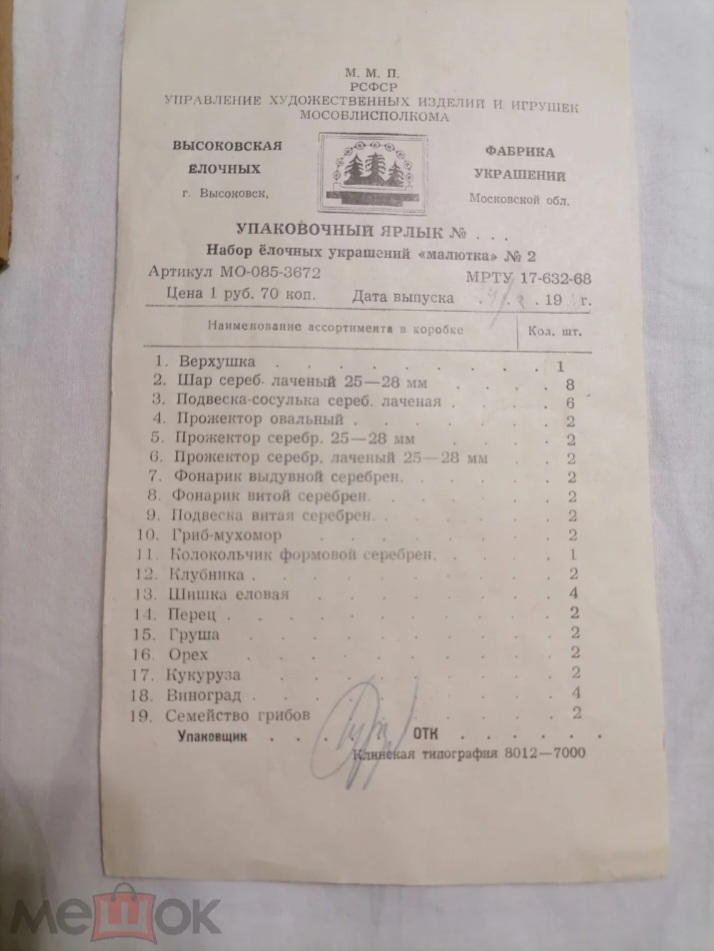 М. М. П.
РСФСР
УПРАВЛЕНИЕ ХУДОЖЕСТВЕННЫХ ИЗДЕЛИЙ И ИГРУШЕК
МОСОБЛИСПОЛКОМА
ВЫСОКОВСКАЯ ФАБРИКА
ЁЛОЧНЫХ УКРАШЕНИЙ
г. Высоковск, Московской обл.
УПАКОВОЧНЫЙ ЯРЛЫК № . . .
Набор ёлочных украшений «малютка» № 2
Артикул МО-085-3672 МРТУ 17-632-68
Цена 1 руб. 70 коп. Дата выпуска . . . 19 г.
Наименование ассортимента в коробке Кол. шт.
1. Верхушка . . . . . . . . . 1
2. Шар сереб. лаченый 25—28 мм . . . . 8
3. Подвеска-сосулька сереб. лаченая . . . . 6
4. Прожектор овальный . . . . . . 2
5. Прожектор серебр. 25—28 мм . . . . 2
6. Прожектор серебр. лаченый 25—28 мм . . 2
7. Фонарик выдувной серебрен. . . . . 2
8. Фонарик витой серебрен. . . . . . 2
9. Подвеска витая серебрен. . . . . . 2
10. Гриб-мухомор . . . . . . . 2
11. Колокольчик формовой серебрен. . . . 1
12. Клубника . . . . . . . . 2
13. Шишка еловая . . . . . . . 4
14. Перец . . . . . . . . . 2
15. Груша . . . . . . . . 2
16. Орех . . . . . . . . 2
17. Кукуруза . . . . . . . 2
18. Виноград . . . . . . . . 4
19. Семейство грибов . . . . . . 2
Упаковщик . . . . ОТК . . . . . .
Клинская типография 8012—7000
мешок